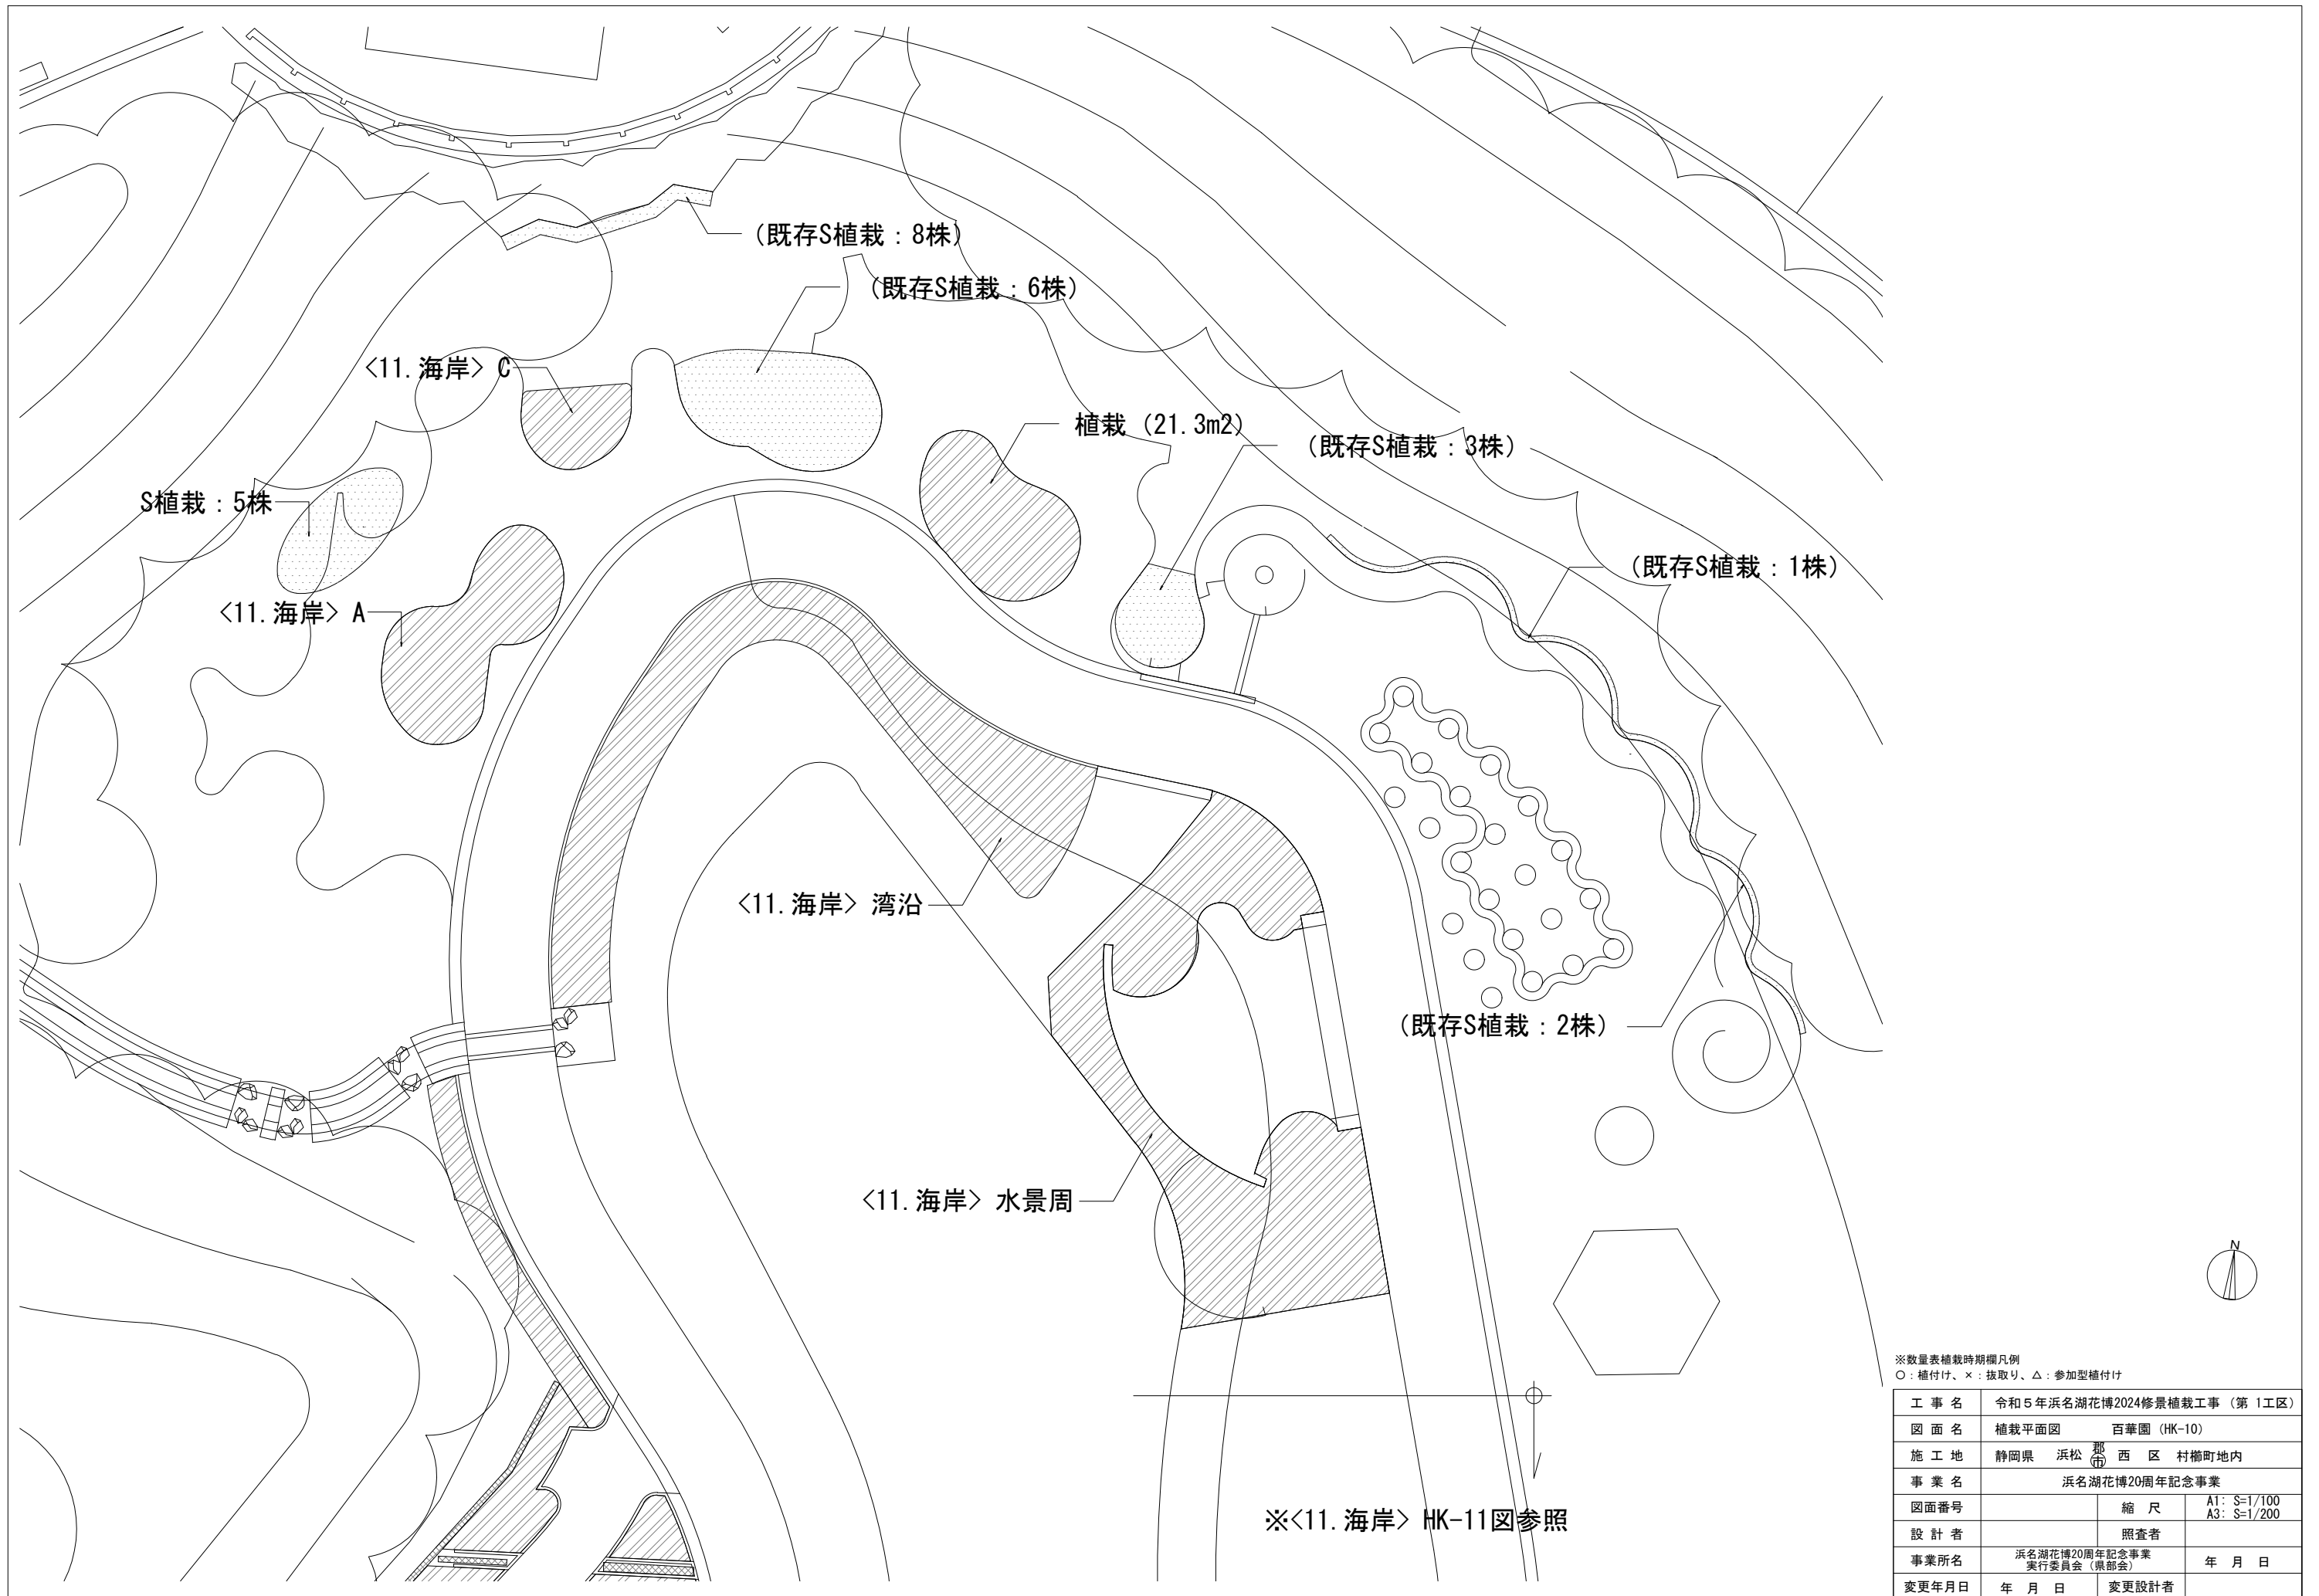 (既存S植栽：8株)
(既存S植栽：6株)
<11.海岸> C
植栽 (21.3m2)
(既存S植栽：3株)
S植栽：5株
(既存S植栽：1株)
<11.海岸> A
<11.海岸> 湾沿
(既存S植栽：2株)
<11.海岸> 水景周
N
※<11.海岸> HK-11図参照
※数量表植栽時期欄凡例
○：植付け、×：抜取り、△：参加型植付け
工 事 名 令和５年浜名湖花博2024修景植栽工事 (第 1工区)
図 面 名 植栽平面図 百華園 (HK-10)
施 工 地 静岡県 浜松 郡 市 西 区 村櫛町地内
事 業 名 浜名湖花博20周年記念事業
図面番号 縮 尺 A1: S=1/100
A3: S=1/200
設 計 者 照査者
事業所名 浜名湖花博20周年記念事業
実行委員会 (県部会) 年 月 日
変更年月日 年 月 日 変更設計者